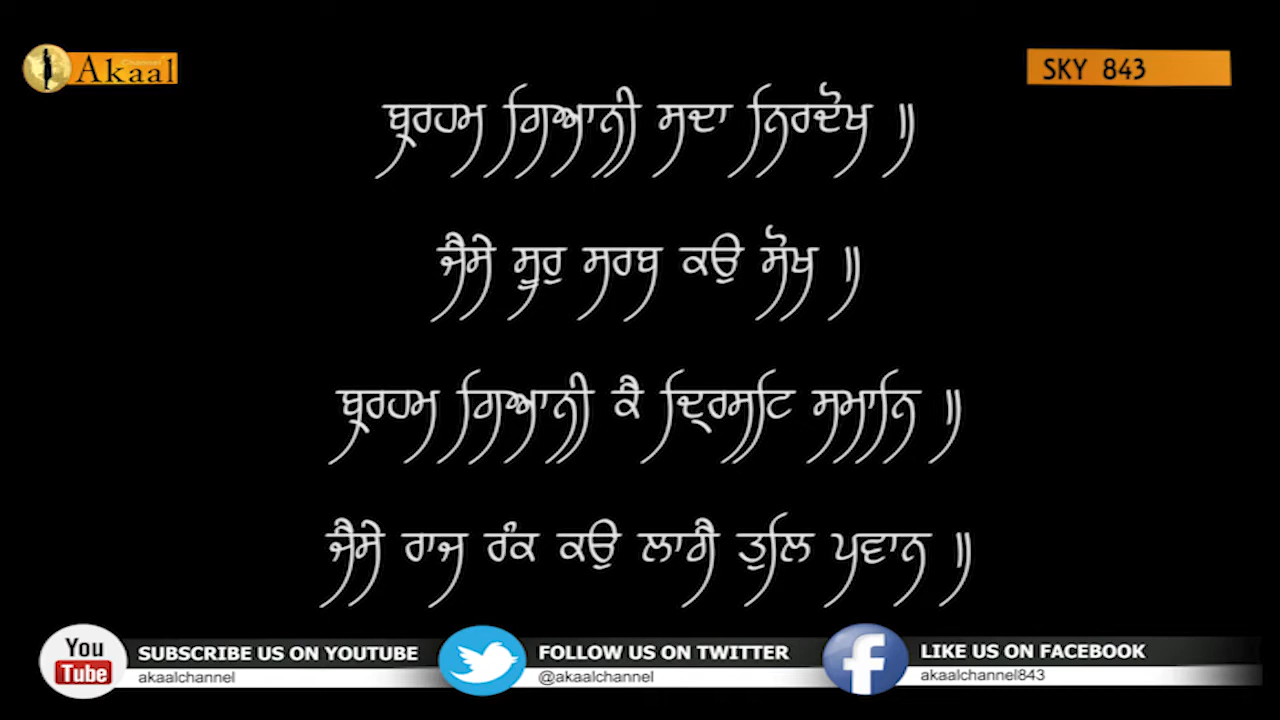 Akaal
Channel
SKY 843
ਬ੍ਰਹਮ ਗਿਆਨੀ ਸਦਾ ਨਿਰਦੋਖ ॥
ਜੈਸੇ ਸੂਰੁ ਸਰਬ ਕਉ ਸੋਖ ॥
ਬ੍ਰਹਮ ਗਿਆਨੀ ਕੈ ਦ੍ਰਿਸਟਿ ਸਮਾਨਿ ॥
ਜੈਸੇ ਰਾਜ ਰੰਕ ਕਉ ਲਾਗੈ ਤੁਲਿ ਪਵਾਨ ॥
You Tube SUBSCRIBE US ON YOUTUBE
akaalchannel
FOLLOW US ON TWITTER
@akaalchannel
f LIKE US ON FACEBOOK
akaalchannel843